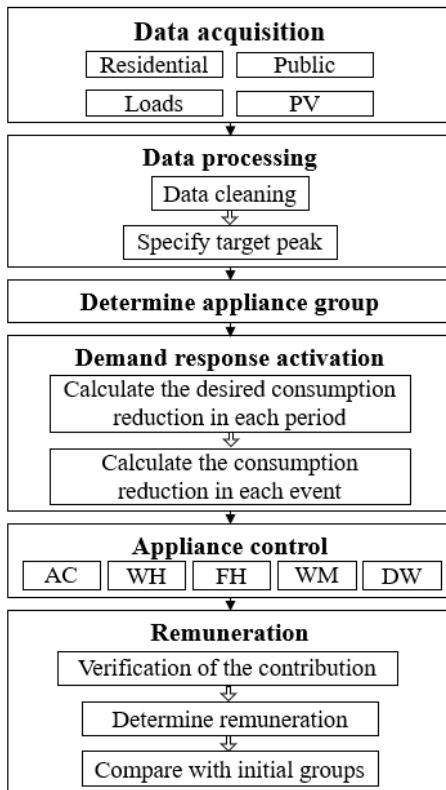 Data acquisition
Residential
Public
Loads
PV
Data processing
Data cleaning
Specify target peak
Determine appliance group
Demand response activation
Calculate the desired consumption
reduction in each period
Calculate the consumption
reduction in each event
Appliance control
AC
WH
FH
WM
DW
Remuneration
Verification of the contribution
Determine remuneration
Compare with initial groups